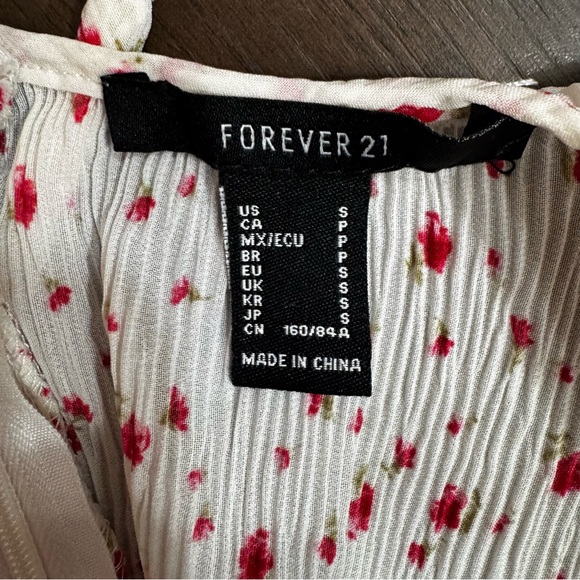 FOREVER 21
US S
CA P
MX/ECU P
BR P
EU S
UK S
KR S
JP S
CN 160/84A
MADE IN CHINA